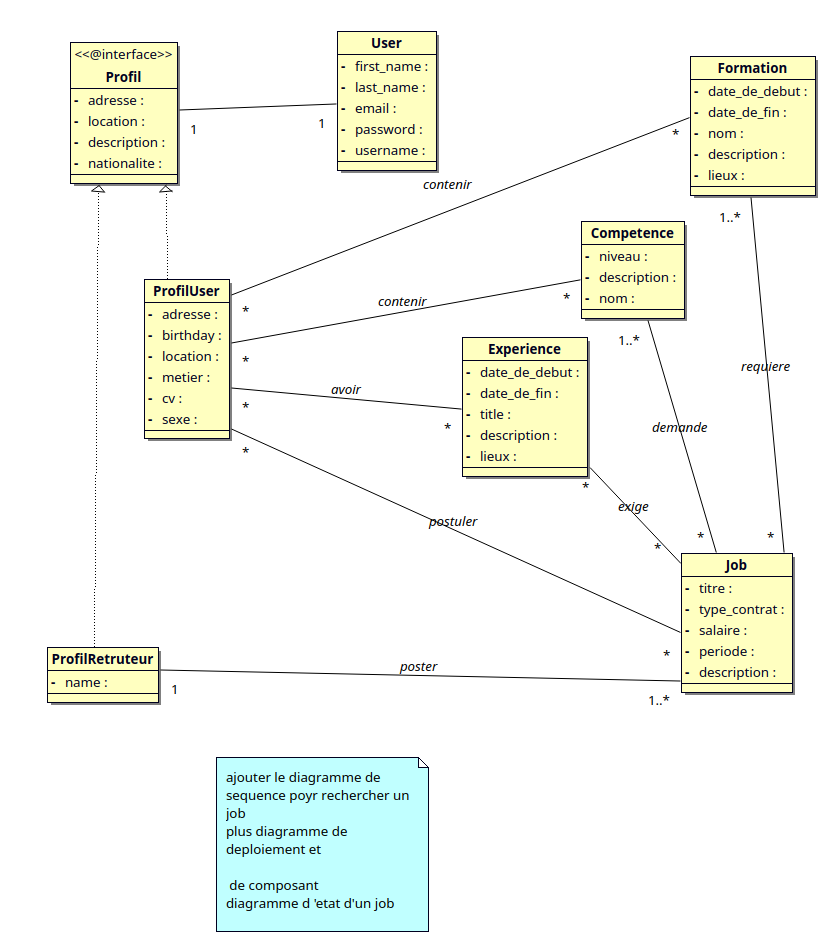 <<@interface>>
Profil
- adresse :
- location :
- description :
- nationalite :
User
- first_name :
- last_name :
- email :
- password :
- username :
1
1
Formation
- date_de_debut :
- date_de_fin :
- nom :
- description :
- lieux :
*
contenir
1..*
Competence
- niveau :
- description :
- nom :
*
contenir
1..*
ProfilUser
- adresse :
- birthday :
- location :
- metier :
- cv :
- sexe :
*
*
*
*
Experience
- date_de_debut :
- date_de_fin :
- title :
- description :
- lieux :
avoir
*
*
requiere
demande
exige
*
*
*
postuler
Job
- titre :
- type_contrat :
- salaire :
- periode :
- description :
*
1..*
ProfilRetruteur
- name :
1
poster
ajouter le diagramme de
sequence poyr rechercher un
job
plus diagramme de
deploiement et
de composant
diagramme d 'etat d'un job